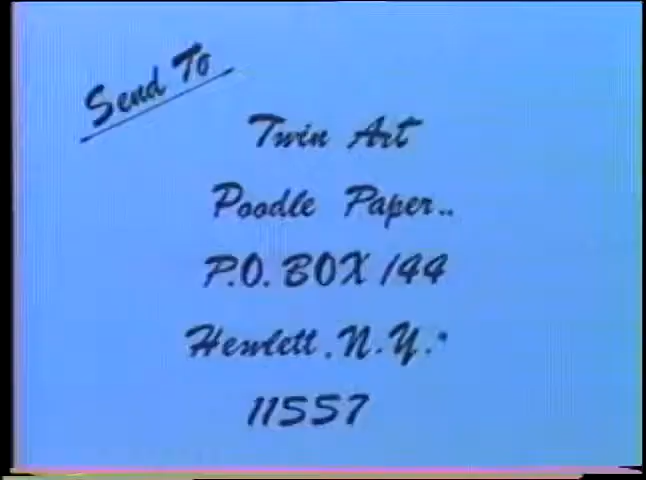 Send To
Twin Art
Poodle Paper..
P.O. BOX 144
Hewlett, N.Y.
11557